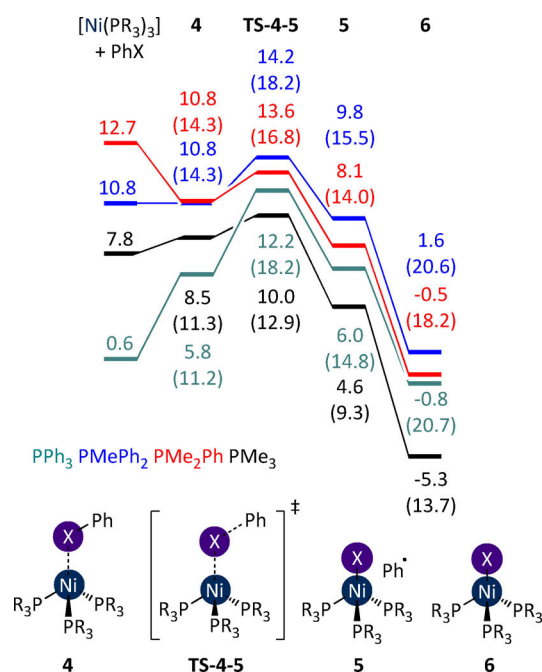 [Ni(PR3)3] 4 TS-4-5 5 6
+ PhX
14.2
(18.2)
10.8
(14.3)
13.6
(16.8)
9.8
(15.5)
12.7
10.8
(14.3)
8.1
(14.0)
10.8
7.8
1.6
(20.6)
12.2
(18.2)
-0.5
(18.2)
8.5
(11.3)
10.0
(12.9)
0.6
5.8
(11.2)
6.0
(14.8)
-0.8
(20.7)
4.6
(9.3)
PPh3 PMePh2 PMe2Ph PMe3
-5.3
(13.7)
X Ph
Ni
R3P PR3
PR3
4
X Ph ‡
Ni
R3P PR3
PR3
TS-4-5
X
Ni Ph•
R3P PR3
PR3
5
X
Ni
R3P PR3
PR3
6